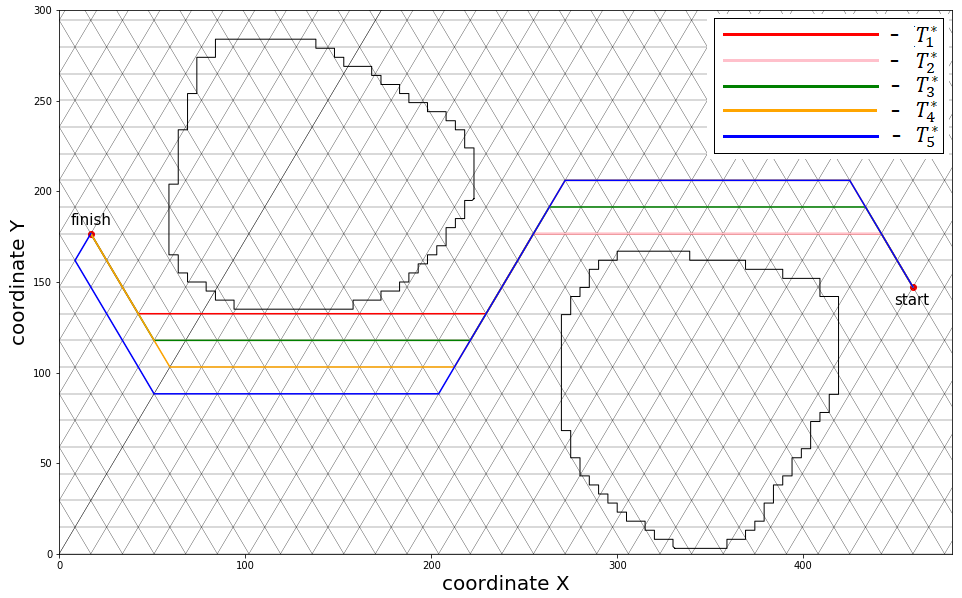 300
250
200
150
100
50
0
coordinate Y
– T₁*
– T₂*
– T₃*
– T₄*
– T₅*
finish
start
0 100 200 300 400
coordinate X